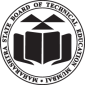 MAHARASHTRA STATE BOARD OF TECHNICAL EDUCATION MUMBAI